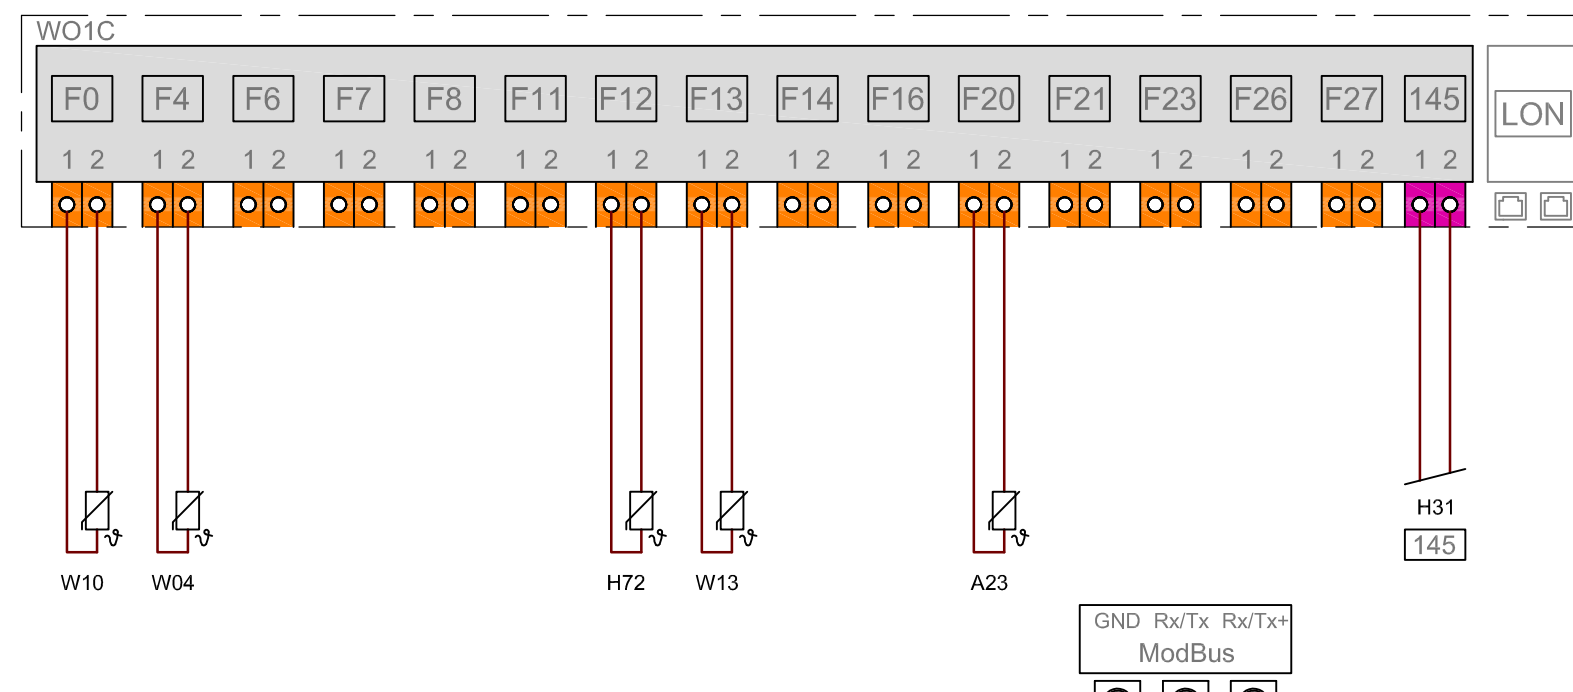 WO1C
F0 F4 F6 F7 F8 F11 F12 F13 F14 F16 F20 F21 F23 F26 F27 145 LON
1 2 1 2 1 2 1 2 1 2 1 2 1 2 1 2 1 2 1 2 1 2 1 2 1 2 1 2 1 2 1 2
ϑ ϑ ϑ ϑ ϑ
H31
145
W10 W04 H72 W13 A23
GND Rx/Tx Rx/Tx+
ModBus